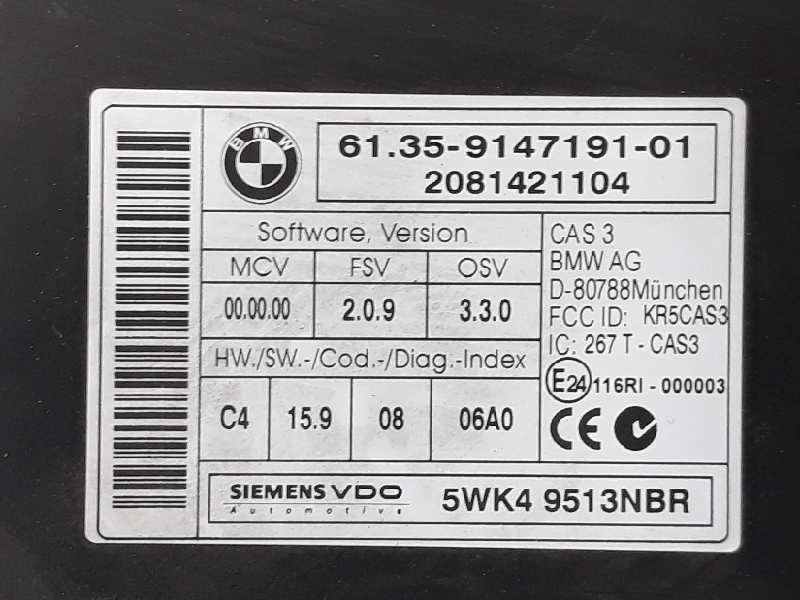 BMW
61.35-9147191-01
2081421104
Software, Version
MCV FSV OSV
00.00.00 2.0.9 3.3.0
HW./SW.-/Cod.-/Diag.-Index
C4 15.9 08 06A0
CAS 3
BMW AG
D-80788München
FCC ID: KR5CAS3
IC: 267 T - CAS3
E24 116RI - 000003
CE
SIEMENS VDO
Automotive
5WK4 9513NBR